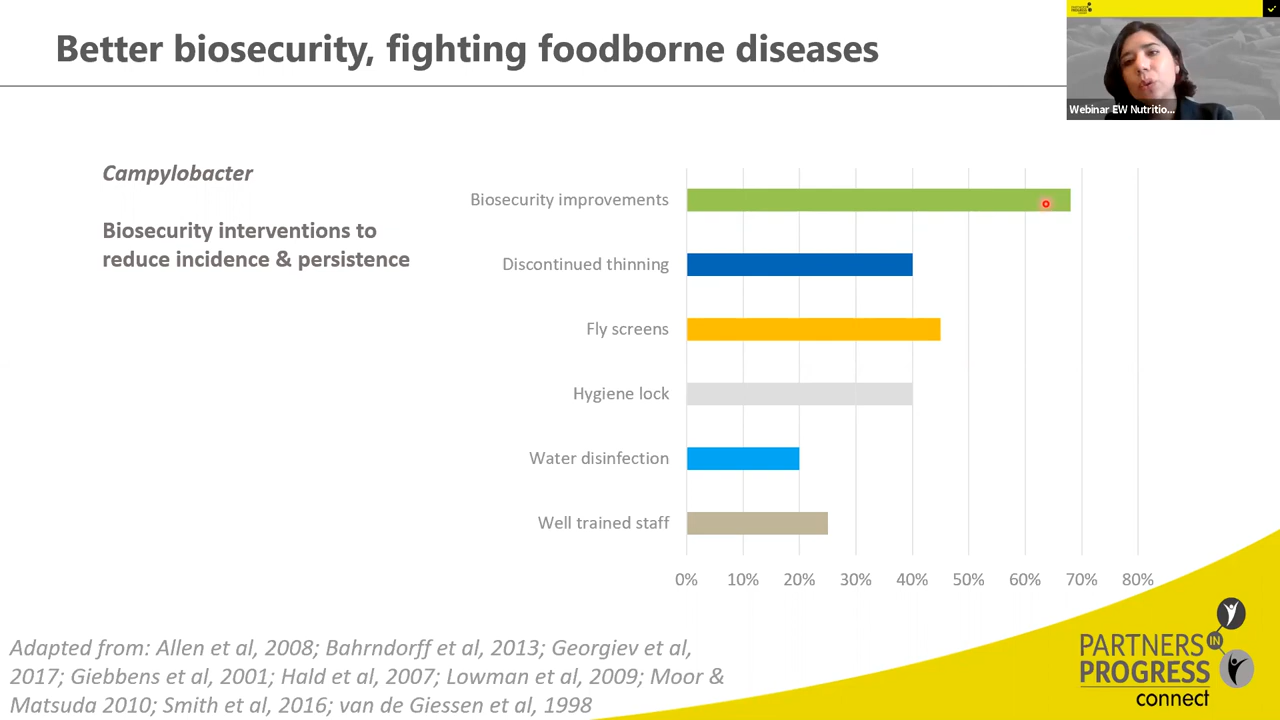 Better biosecurity, fighting foodborne diseases
Webinar EW Nutritio...
Campylobacter
Biosecurity interventions to
reduce incidence & persistence
Biosecurity improvements
Discontinued thinning
Fly screens
Hygiene lock
Water disinfection
Well trained staff
0% 10% 20% 30% 40% 50% 60% 70% 80%
Adapted from: Allen et al, 2008; Bahrndorff et al, 2013; Georgiev et al,
2017; Giebbens et al, 2001; Hald et al, 2007; Lowman et al, 2009; Moor &
Matsuda 2010; Smith et al, 2016; van de Giessen et al, 1998
PARTNERS IN
PROGRESS
connect